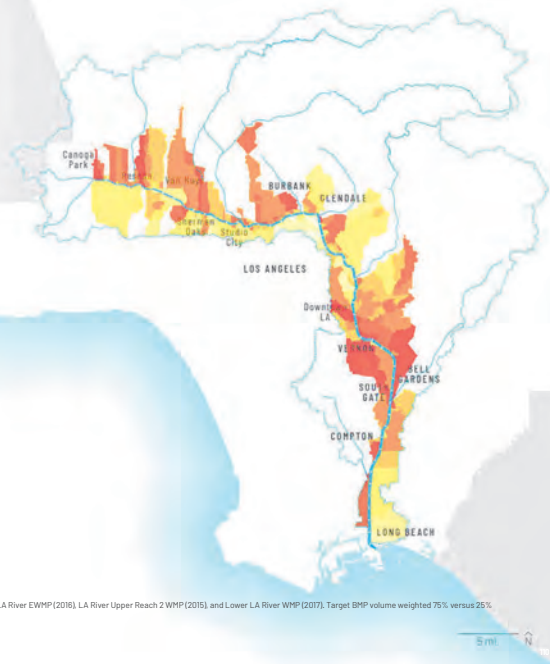 Canoga
Park
Reseda
Van Nuys
BURBANK
GLENDALE
Sherman
Oaks
Studio
City
LOS ANGELES
Downtown
LA
VERNON
BELL
GARDENS
SOUTH
GATE
COMPTON
LONG BEACH
LA River EWMP (2016), LA River Upper Reach 2 WMP (2015), and Lower LA River WMP (2017). Target BMP volume weighted 75% versus 25%
5 mi
N